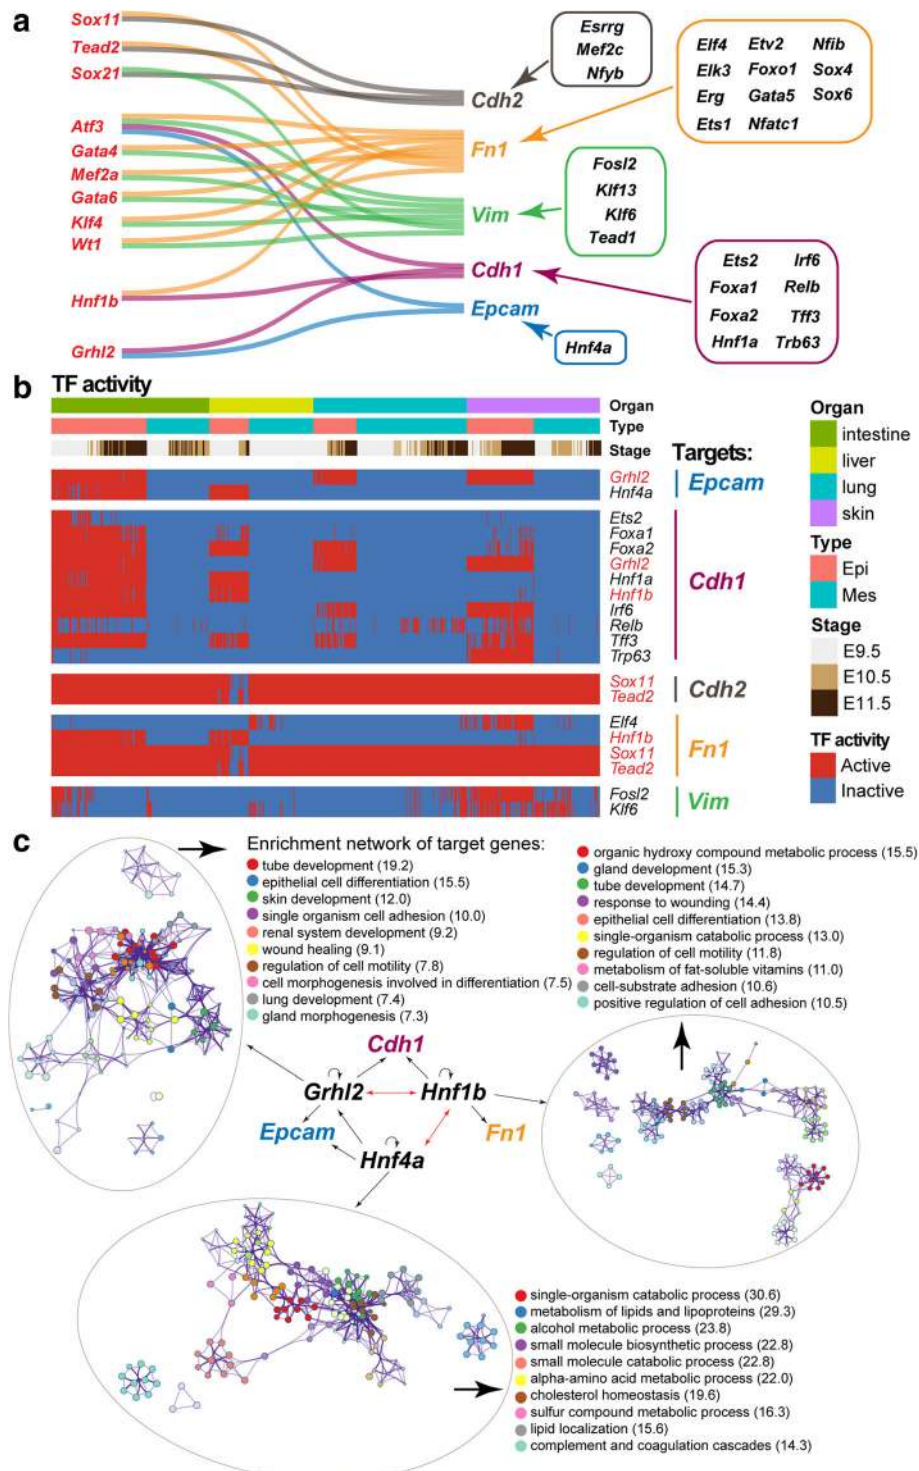 a
Sox11
Tead2
Sox21
Atf3
Gata4
Mef2a
Gata6
Klf4
Wt1
Hnf1b
Grhl2
Cdh2
Fn1
Vim
Cdh1
Epcam
Esrrg
Mef2c
Nfyb
Elf4 Etv2 Nfib
Elk3 Foxo1 Sox4
Erg Gata5 Sox6
Ets1 Nfatc1
Fosl2
Klf13
Klf6
Tead1
Ets2 Irf6
Foxa1 Relb
Foxa2 Tff3
Hnf1a Trb63
Hnf4a
b
TF activity
Organ
Type
Stage
Targets:
Grhl2
Hnf4a
Epcam
Ets2
Foxa1
Foxa2
Grhl2
Hnf1a
Hnf1b
Irf6
Relb
Tff3
Trp63
Cdh1
Sox11
Tead2
Cdh2
Elf4
Hnf1b
Sox11
Tead2
Fn1
Fosl2
Klf6
Vim
Organ
intestine
liver
lung
skin
Type
Epi
Mes
Stage
E9.5
E10.5
E11.5
TF activity
Active
Inactive
c
Enrichment network of target genes:
tube development (19.2)
epithelial cell differentiation (15.5)
skin development (12.0)
single organism cell adhesion (10.0)
renal system development (9.2)
wound healing (9.1)
regulation of cell motility (7.8)
cell morphogenesis involved in differentiation (7.5)
lung development (7.4)
gland morphogenesis (7.3)
organic hydroxy compound metabolic process (15.5)
gland development (15.3)
tube development (14.7)
response to wounding (14.4)
epithelial cell differentiation (13.8)
single-organism catabolic process (13.0)
regulation of cell motility (11.8)
metabolism of fat-soluble vitamins (11.0)
cell-substrate adhesion (10.6)
positive regulation of cell adhesion (10.5)
Cdh1
Grhl2 Hnf1b
Epcam Fn1
Hnf4a
single-organism catabolic process (30.6)
metabolism of lipids and lipoproteins (29.3)
alcohol metabolic process (23.8)
small molecule biosynthetic process (22.8)
small molecule catabolic process (22.8)
alpha-amino acid metabolic process (22.0)
cholesterol homeostasis (19.6)
sulfur compound metabolic process (16.3)
lipid localization (15.6)
complement and coagulation cascades (14.3)